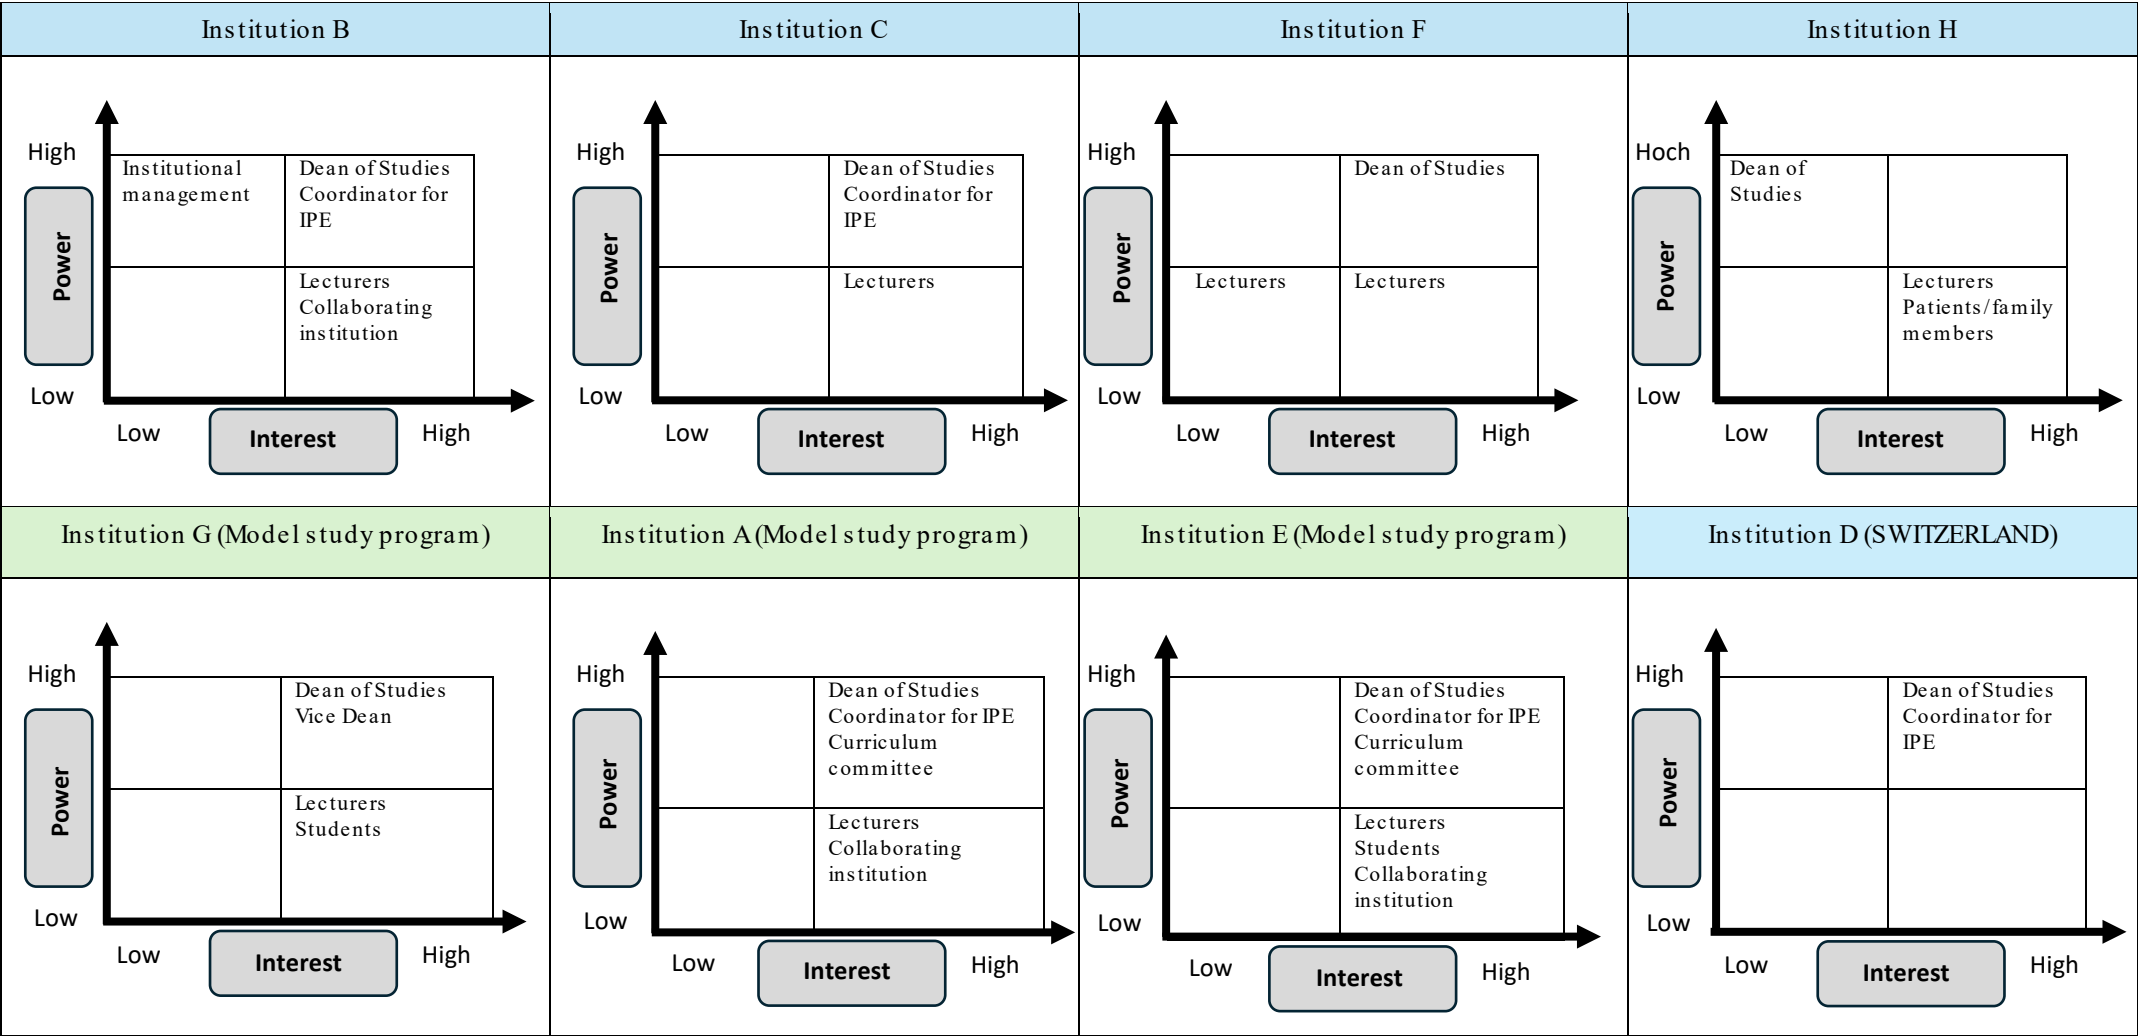 Institution B
High
Institutional
management
Dean of Studies
Coordinator for
IPE
Power
Lecturers
Collaborating
institution
Low
Low
Interest
High
Institution C
High
Dean of Studies
Coordinator for
IPE
Power
Lecturers
Low
Low
Interest
High
Institution F
High
Dean of Studies
Power
Lecturers
Lecturers
Low
Low
Interest
High
Institution H
Hoch
Dean of
Studies
Power
Lecturers
Patients/family
members
Low
Low
Interest
High
Institution G (Model study program)
High
Dean of Studies
Vice Dean
Power
Lecturers
Students
Low
Low
Interest
High
Institution A (Model study program)
High
Dean of Studies
Coordinator for IPE
Curriculum
committee
Power
Lecturers
Collaborating
institution
Low
Low
Interest
High
Institution E (Model study program)
High
Dean of Studies
Coordinator for IPE
Curriculum
committee
Power
Lecturers
Students
Collaborating
institution
Low
Low
Interest
High
Institution D (SWITZERLAND)
High
Dean of Studies
Coordinator for
IPE
Power
Low
Low
Interest
High